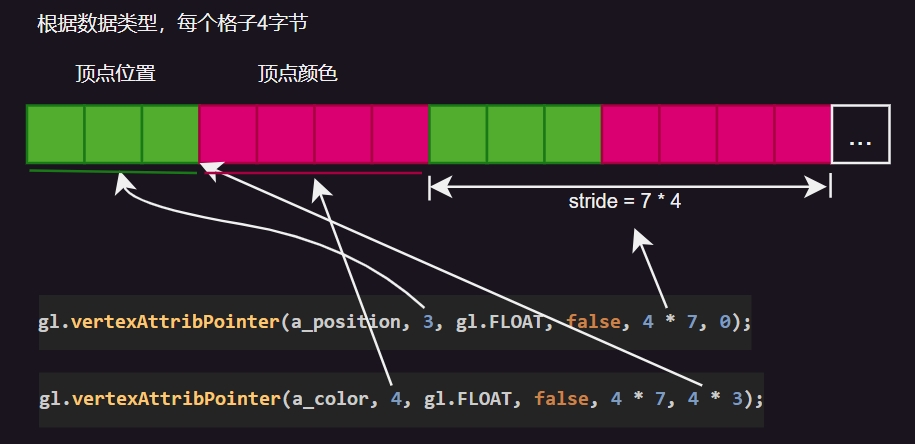 根据数据类型，每个格子4字节
顶点位置 顶点颜色
...
stride = 7 * 4
gl.vertexAttribPointer(a_position, 3, gl.FLOAT, false, 4 * 7, 0);
gl.vertexAttribPointer(a_color, 4, gl.FLOAT, false, 4 * 7, 4 * 3);